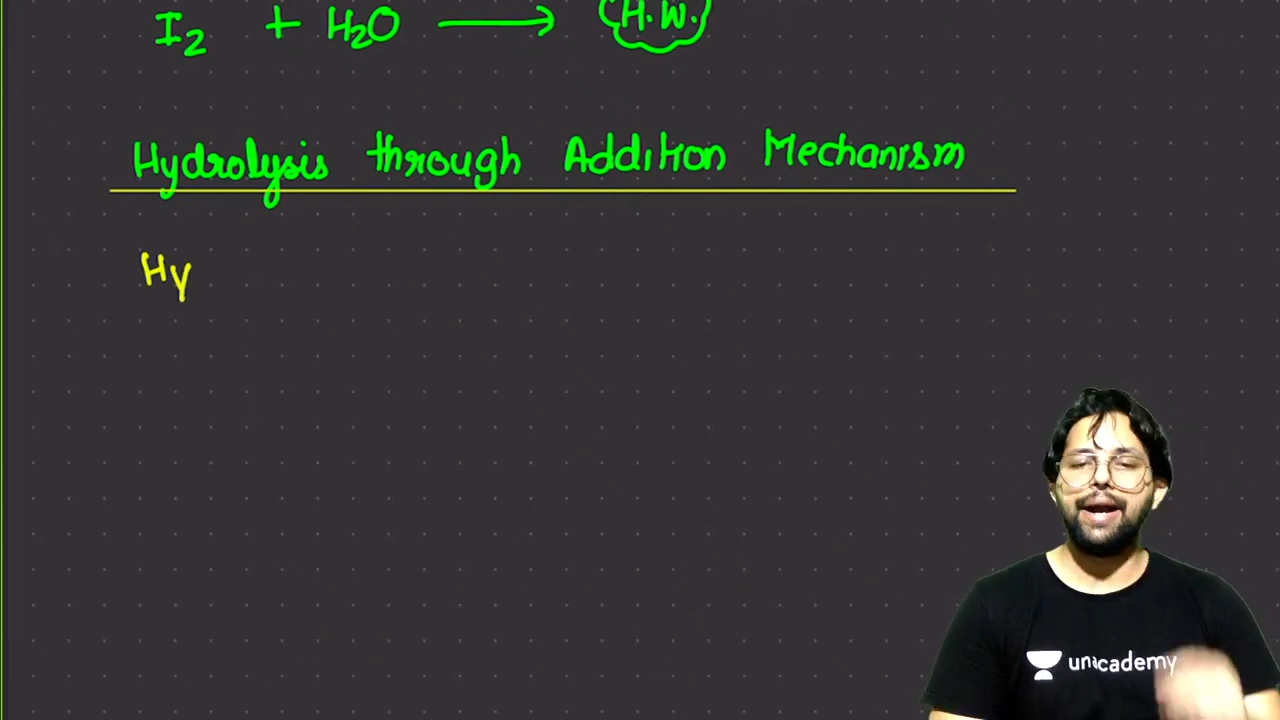 I2 + H2O ⟶ (H.W.)
Hydrolysis through Addition Mechanism
Hy
unacademy